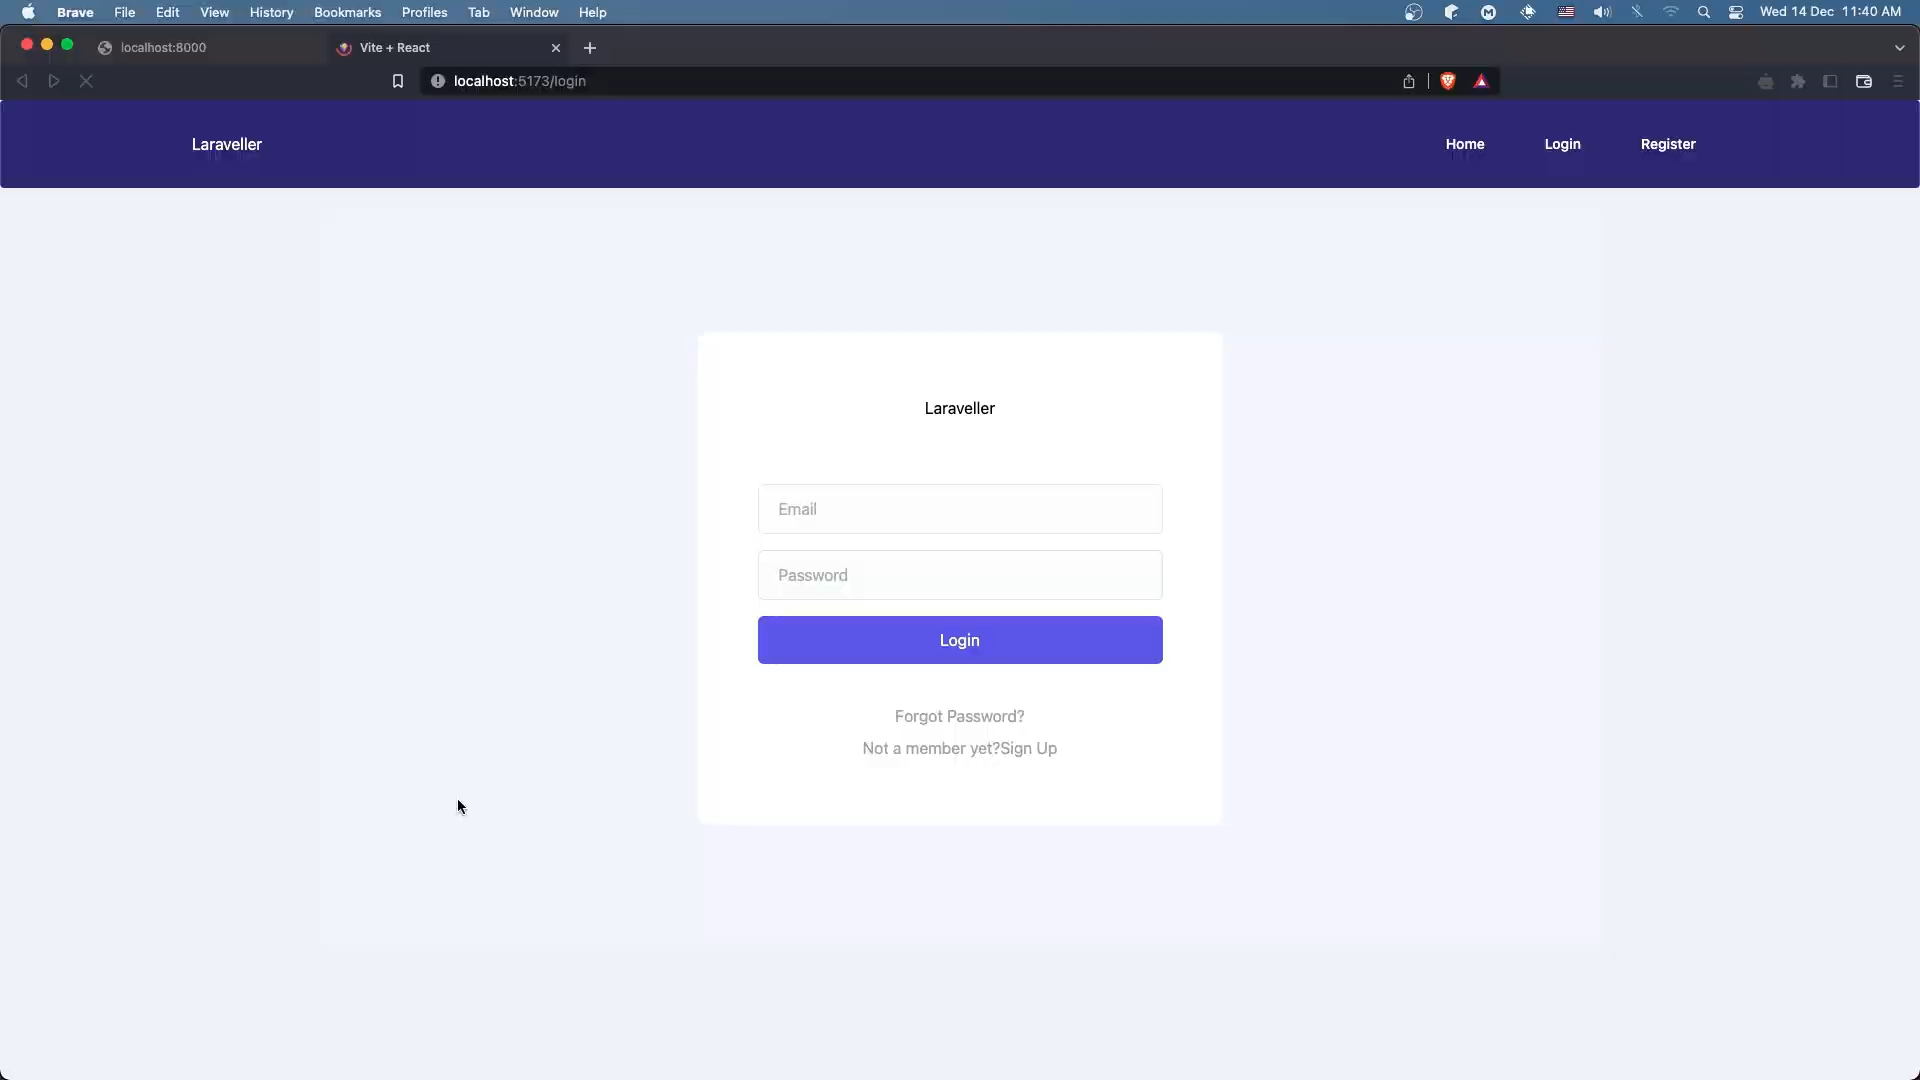 Brave File Edit View History Bookmarks Profiles Tab Window Help Wed 14 Dec 11:40 AM
localhost:8000 Vite + React
localhost:5173/login
Laraveller Home Login Register
Laraveller
Email
Password
Login
Forgot Password?
Not a member yet?Sign Up